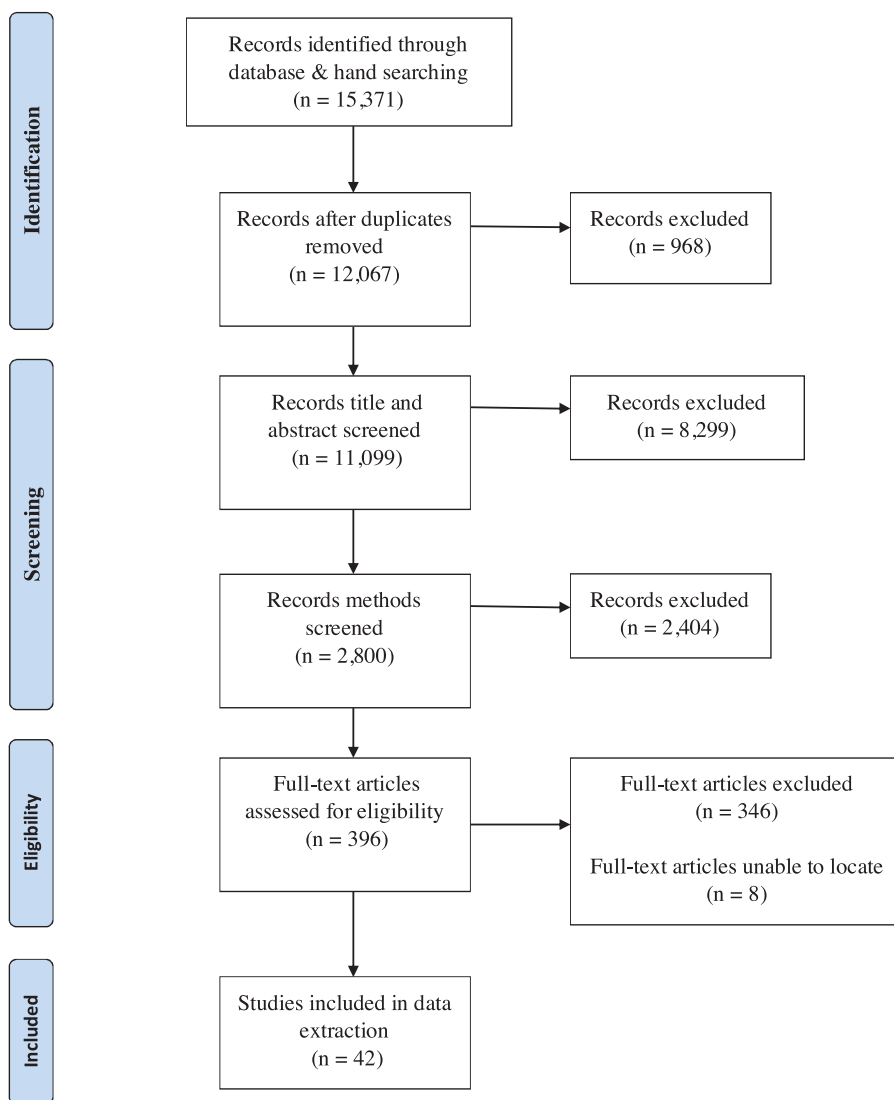 Identification
Records identified through
database & hand searching
(n = 15,371)
Records after duplicates
removed
(n = 12,067)
Records excluded
(n = 968)
Screening
Records title and
abstract screened
(n = 11,099)
Records excluded
(n = 8,299)
Records methods
screened
(n = 2,800)
Records excluded
(n = 2,404)
Eligibility
Full-text articles
assessed for eligibility
(n = 396)
Full-text articles excluded
(n = 346)
Full-text articles unable to locate
(n = 8)
Included
Studies included in data
extraction
(n = 42)